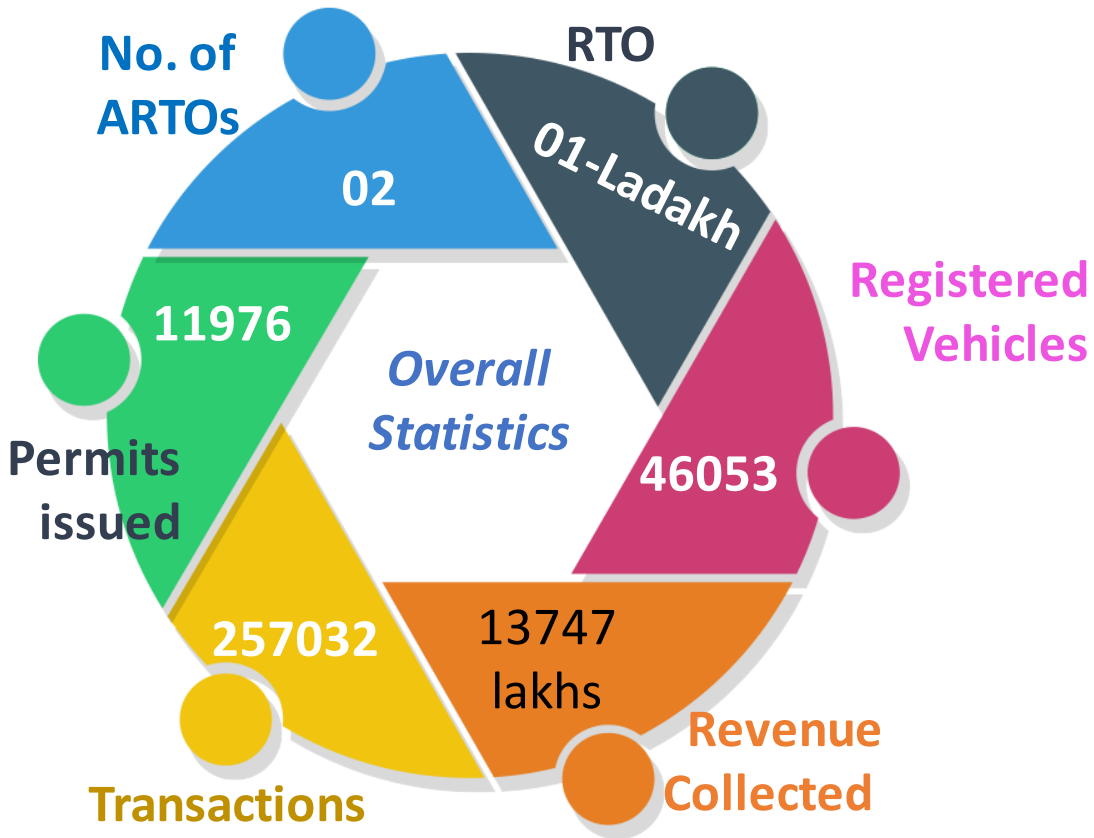 No. of
ARTOs
02
RTO
01-Ladakh
Registered
Vehicles
46053
13747
lakhs
Revenue
Collected
257032
Transactions
11976
Permits
issued
Overall
Statistics